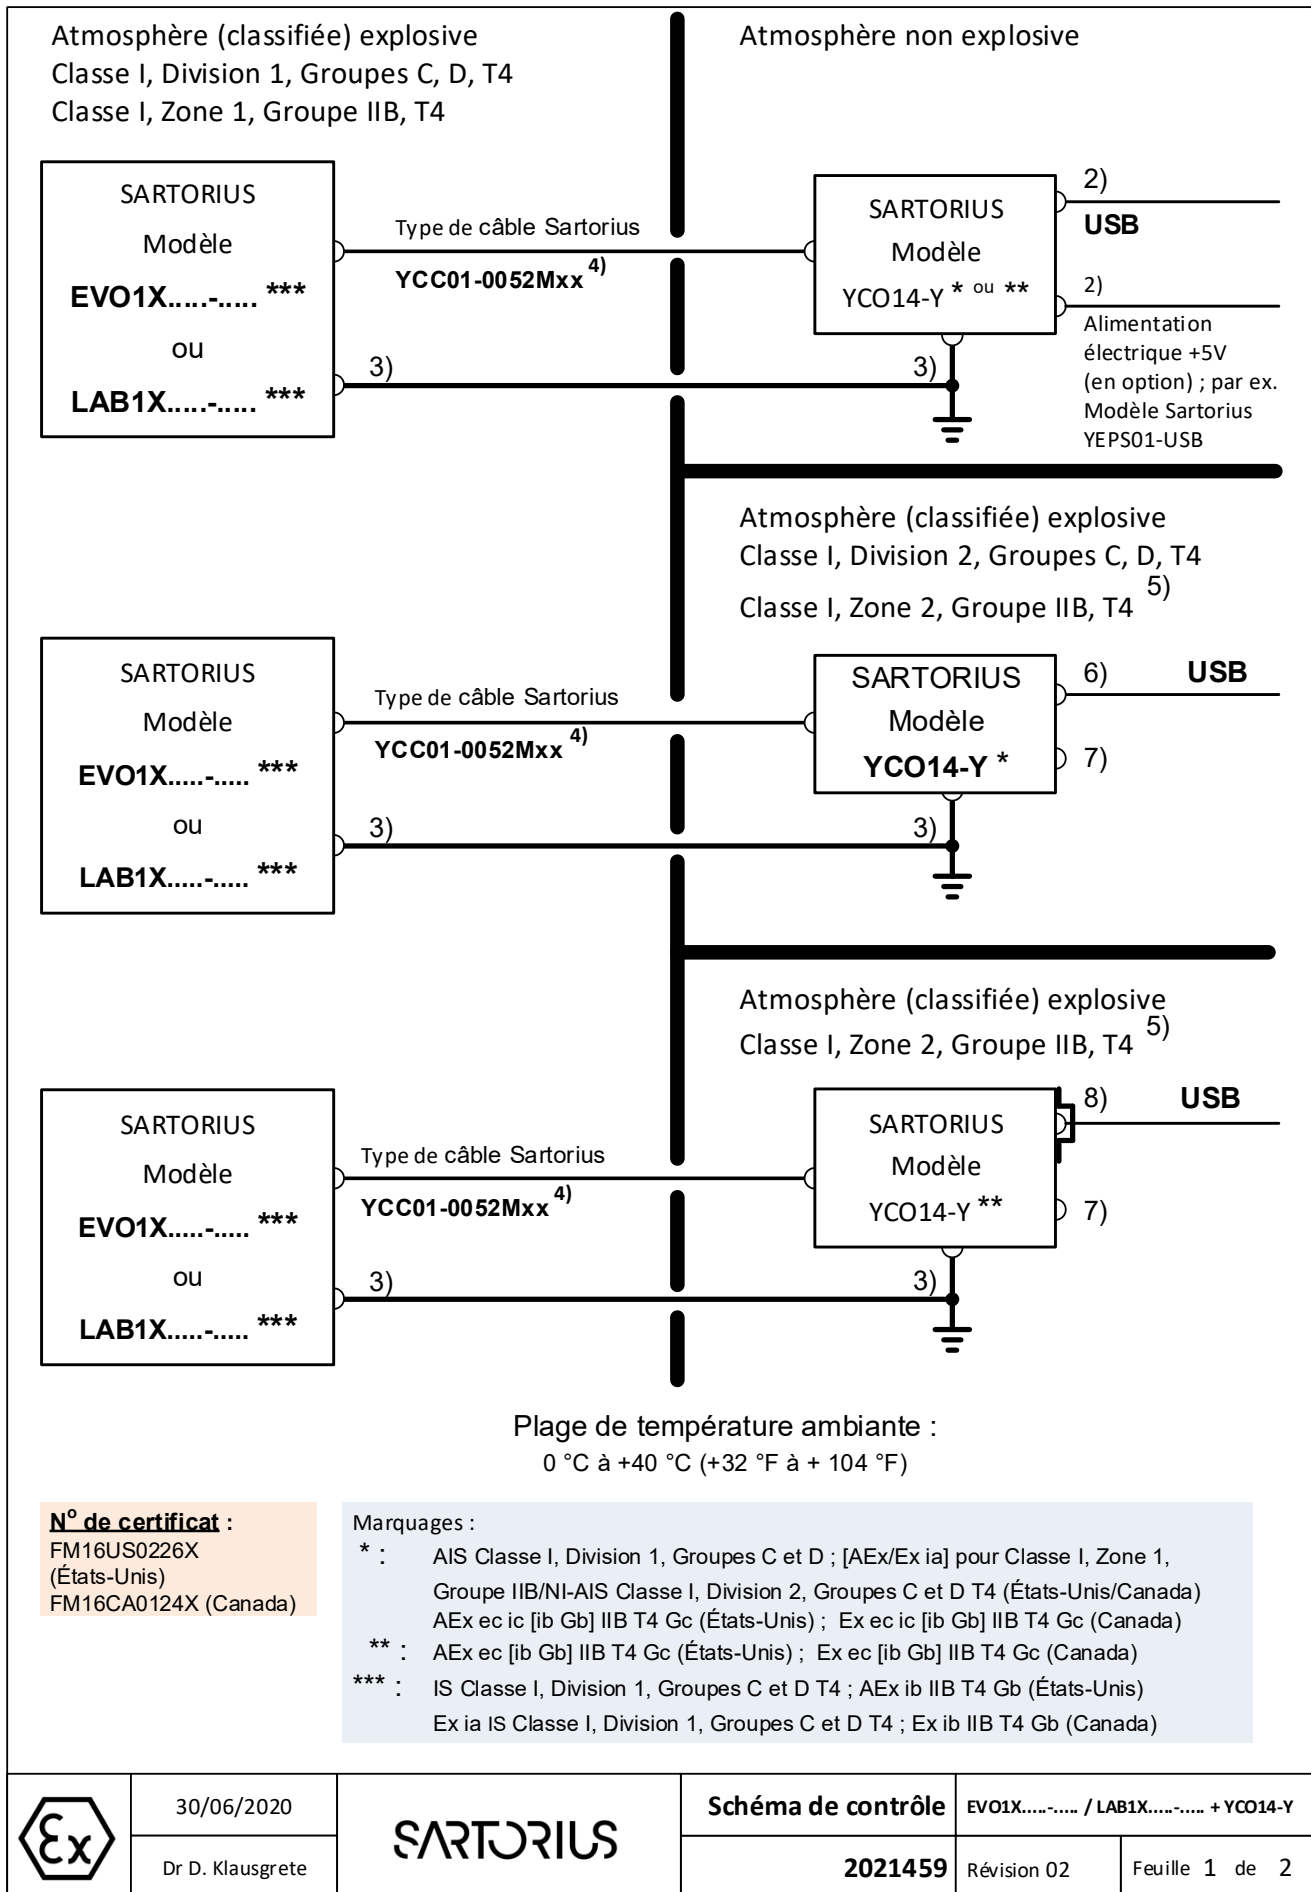 Atmosphère (classifiée) explosive
Classe I, Division 1, Groupes C, D, T4
Classe I, Zone 1, Groupe IIB, T4
Atmosphère non explosive
SARTORIUS
Modèle
EVO1X.....-..... ***
ou
LAB1X.....-..... ***
Type de câble Sartorius
YCC01-0052Mxx 4)
3)
3)
SARTORIUS
Modèle
YCO14-Y * ou **
2)
USB
2)
Alimentation
électrique +5V
(en option) ; par ex.
Modèle Sartorius
YEPS01-USB
Atmosphère (classifiée) explosive
Classe I, Division 2, Groupes C, D, T4
Classe I, Zone 2, Groupe IIB, T4 5)
SARTORIUS
Modèle
EVO1X.....-..... ***
ou
LAB1X.....-..... ***
Type de câble Sartorius
YCC01-0052Mxx 4)
3)
3)
SARTORIUS
Modèle
YCO14-Y *
6) USB
7)
Atmosphère (classifiée) explosive
Classe I, Zone 2, Groupe IIB, T4 5)
SARTORIUS
Modèle
EVO1X.....-..... ***
ou
LAB1X.....-..... ***
Type de câble Sartorius
YCC01-0052Mxx 4)
3)
3)
SARTORIUS
Modèle
YCO14-Y **
8) USB
7)
Plage de température ambiante :
0 °C à +40 °C (+32 °F à + 104 °F)
No de certificat :
FM16US0226X
(États-Unis)
FM16CA0124X (Canada)
Marquages :
* : AIS Classe I, Division 1, Groupes C et D ; [AEx/Ex ia] pour Classe I, Zone 1,
Groupe IIB/NI-AIS Classe I, Division 2, Groupes C et D T4 (États-Unis/Canada)
AEx ec ic [ib Gb] IIB T4 Gc (États-Unis) ; Ex ec ic [ib Gb] IIB T4 Gc (Canada)
** : AEx ec [ib Gb] IIB T4 Gc (États-Unis) ; Ex ec [ib Gb] IIB T4 Gc (Canada)
*** : IS Classe I, Division 1, Groupes C et D T4 ; AEx ib IIB T4 Gb (États-Unis)
Ex ia IS Classe I, Division 1, Groupes C et D T4 ; Ex ib IIB T4 Gb (Canada)
Ex
30/06/2020
Dr D. Klausgrete
SARTORIUS
Schéma de contrôle
2021459
EVO1X.....-..... / LAB1X.....-..... + YCO14-Y
Révision 02
Feuille 1 de 2